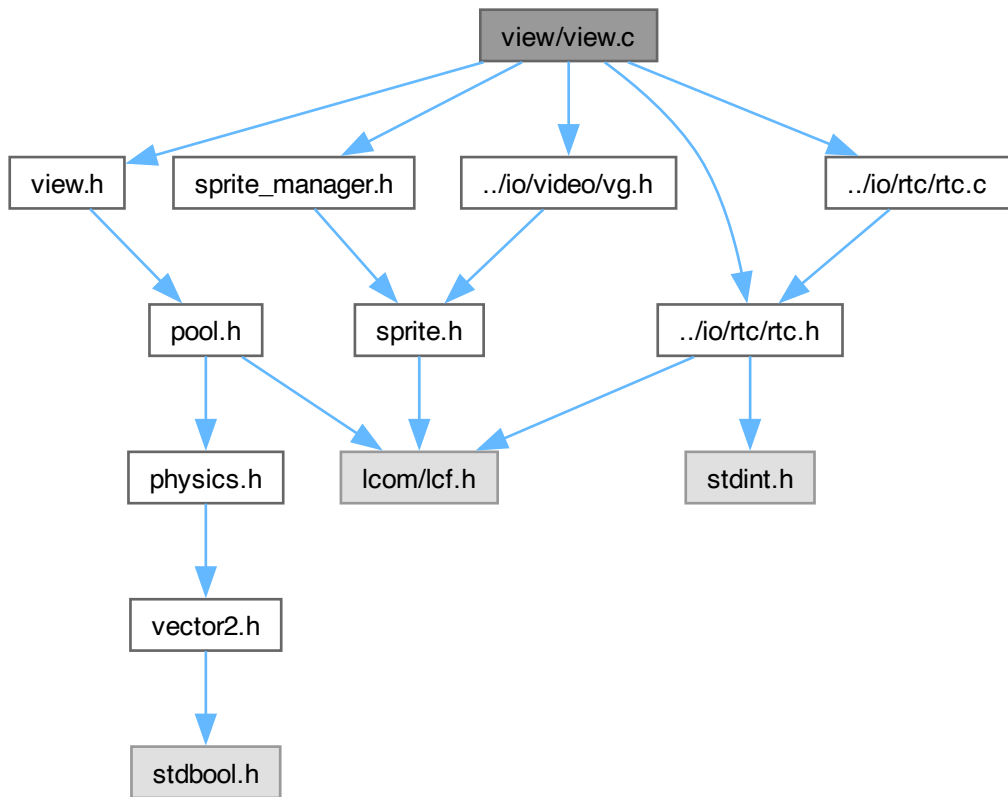 view/view.c
view.h
sprite_manager.h
../io/video/vg.h
../io/rtc/rtc.c
pool.h
sprite.h
../io/rtc/rtc.h
physics.h
lcom/lcf.h
stdint.h
vector2.h
stdbool.h